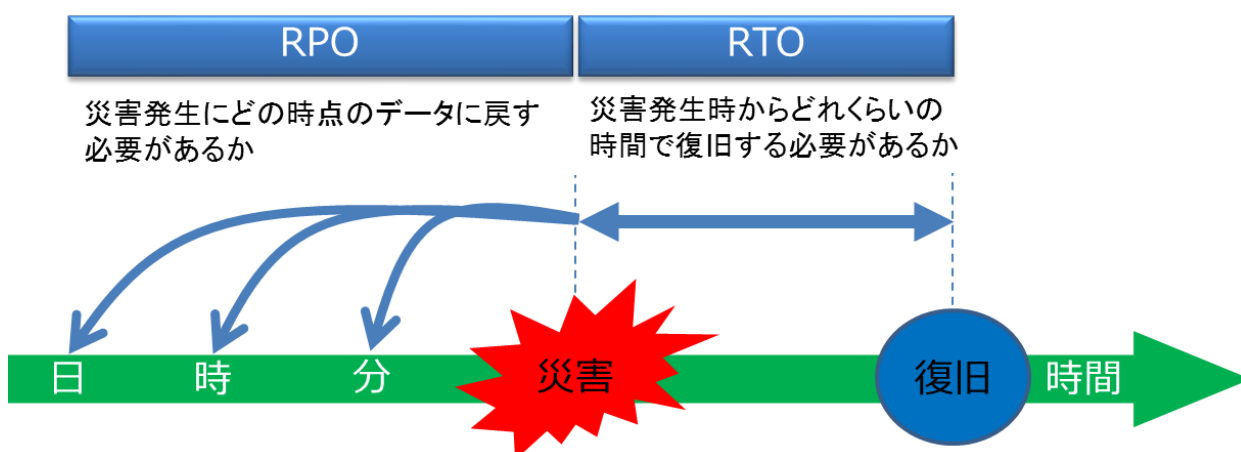 RPO
RTO
災害発生にどの時点のデータに戻す
必要があるか
災害発生時からどれくらいの
時間で復旧する必要があるか
日
時
分
災害
復旧
時間